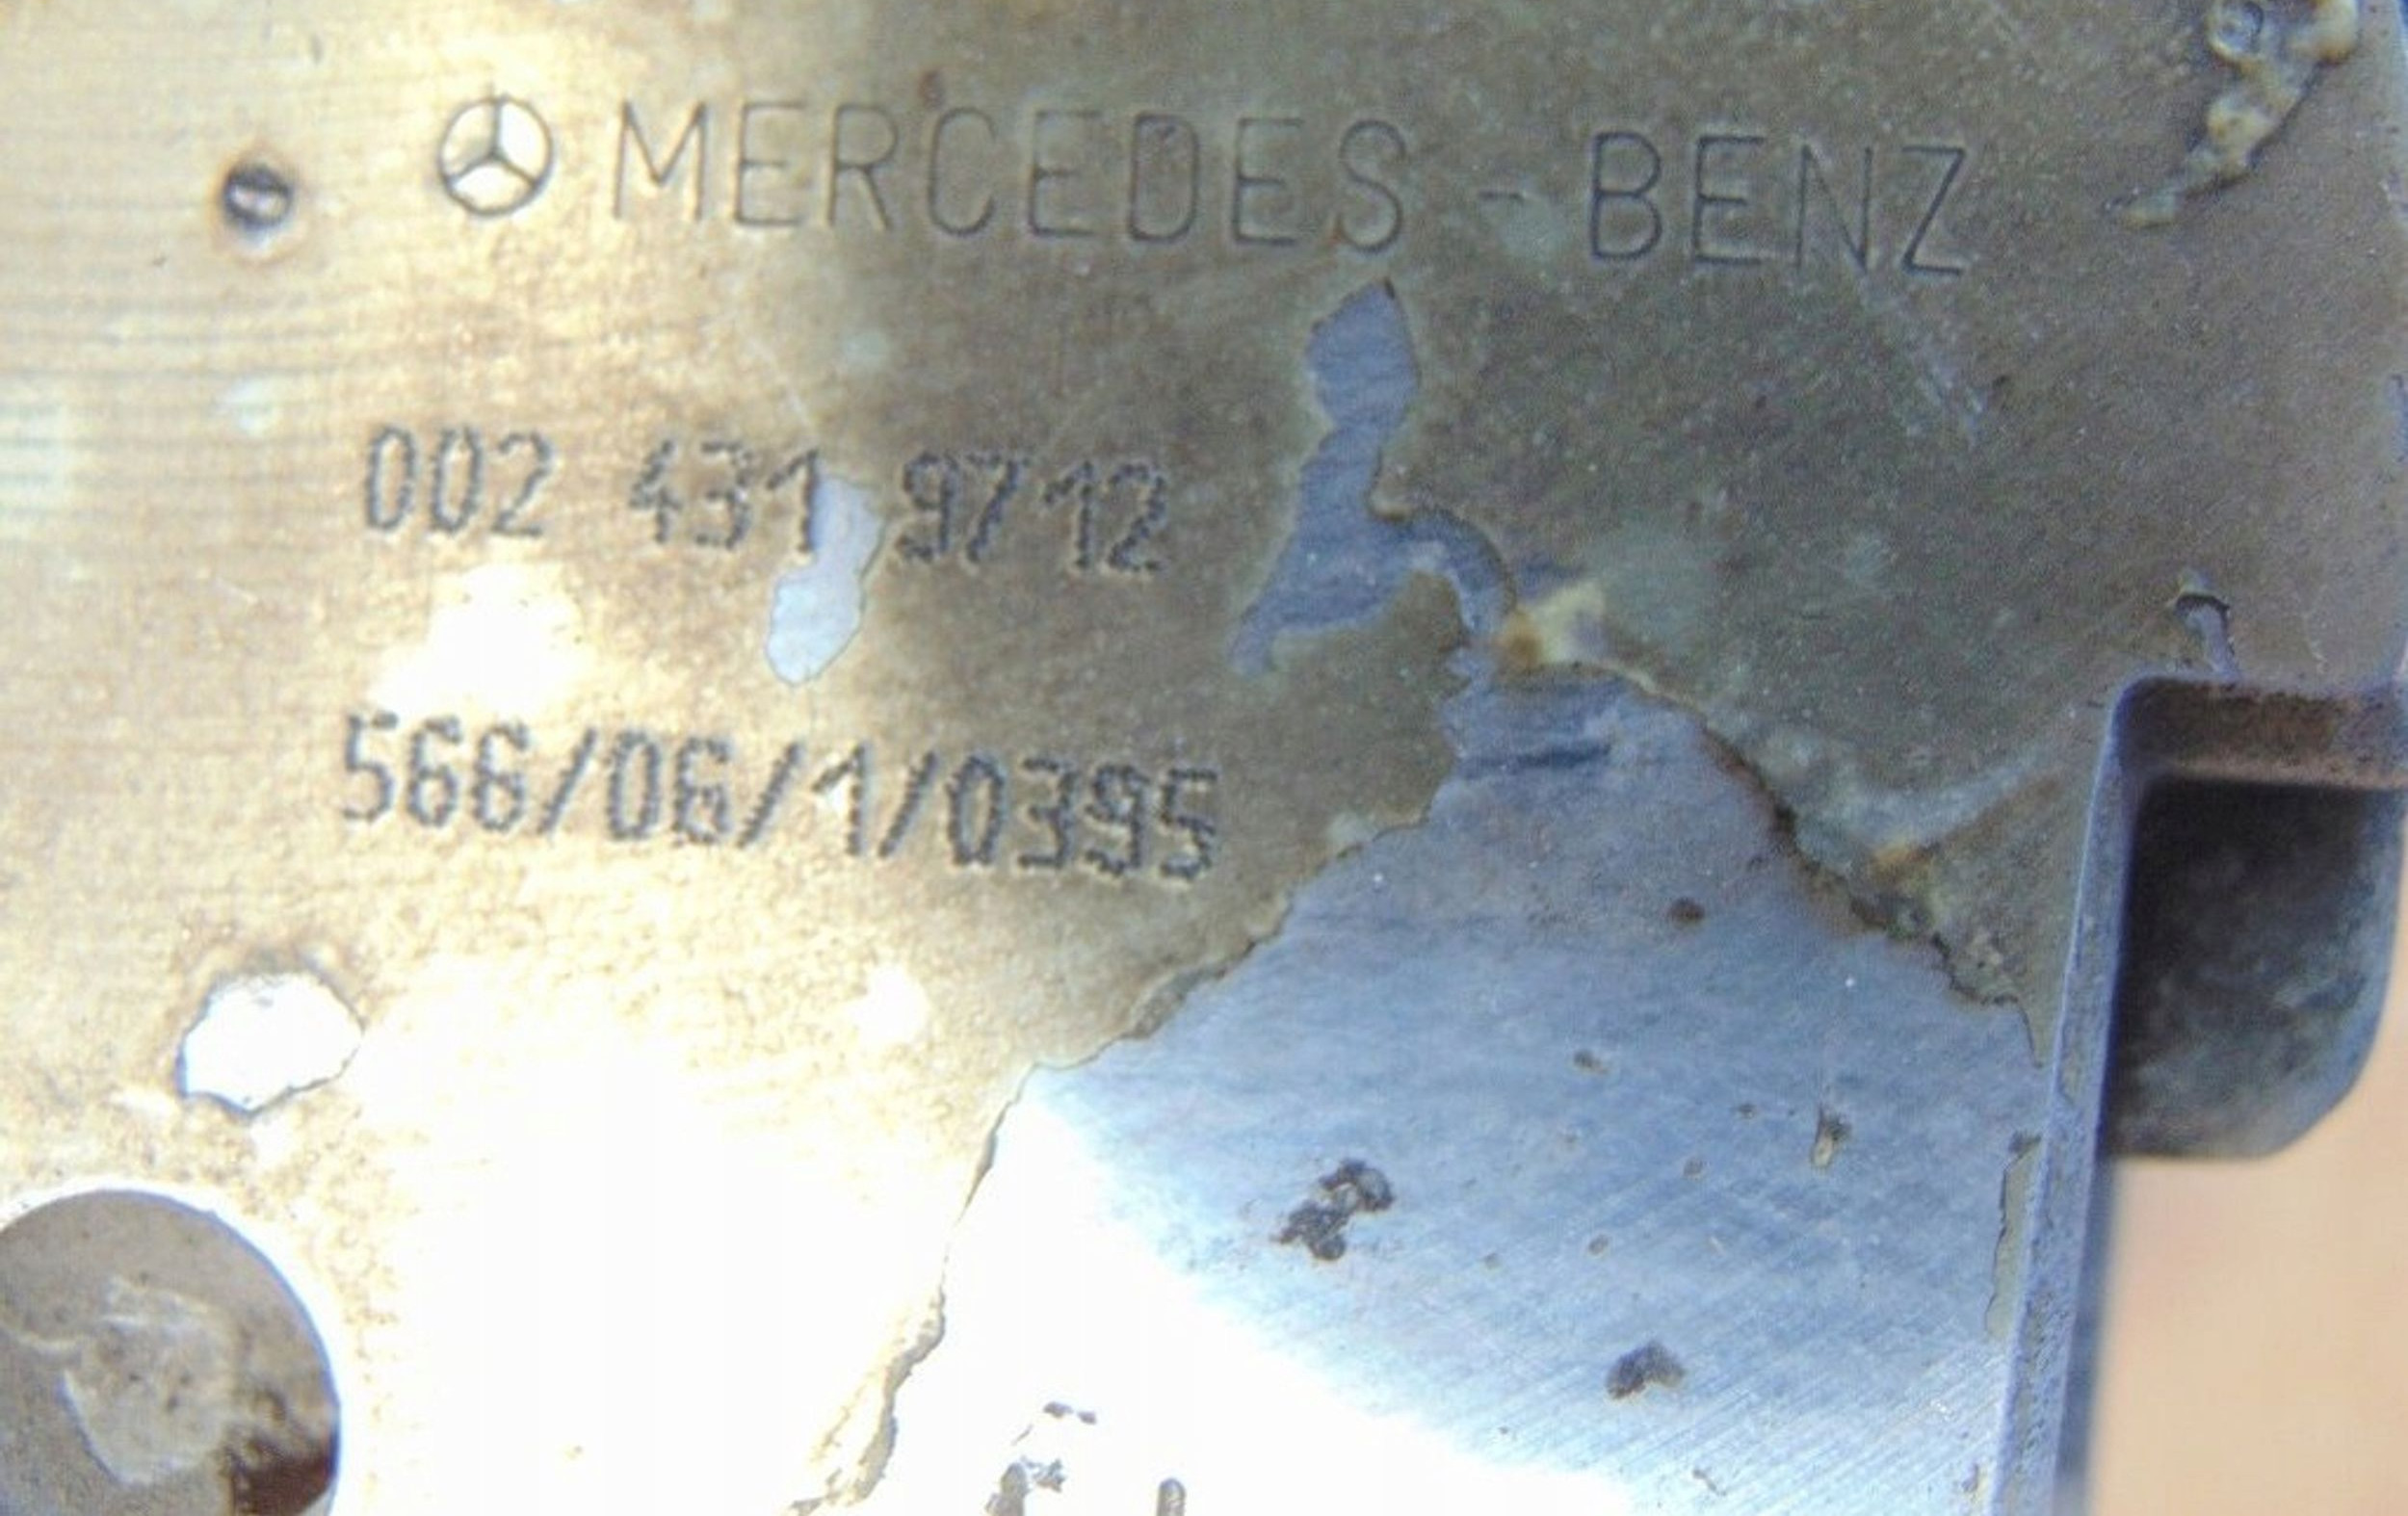 MERCEDES - BENZ
002 431 9712
566/06/1/0395